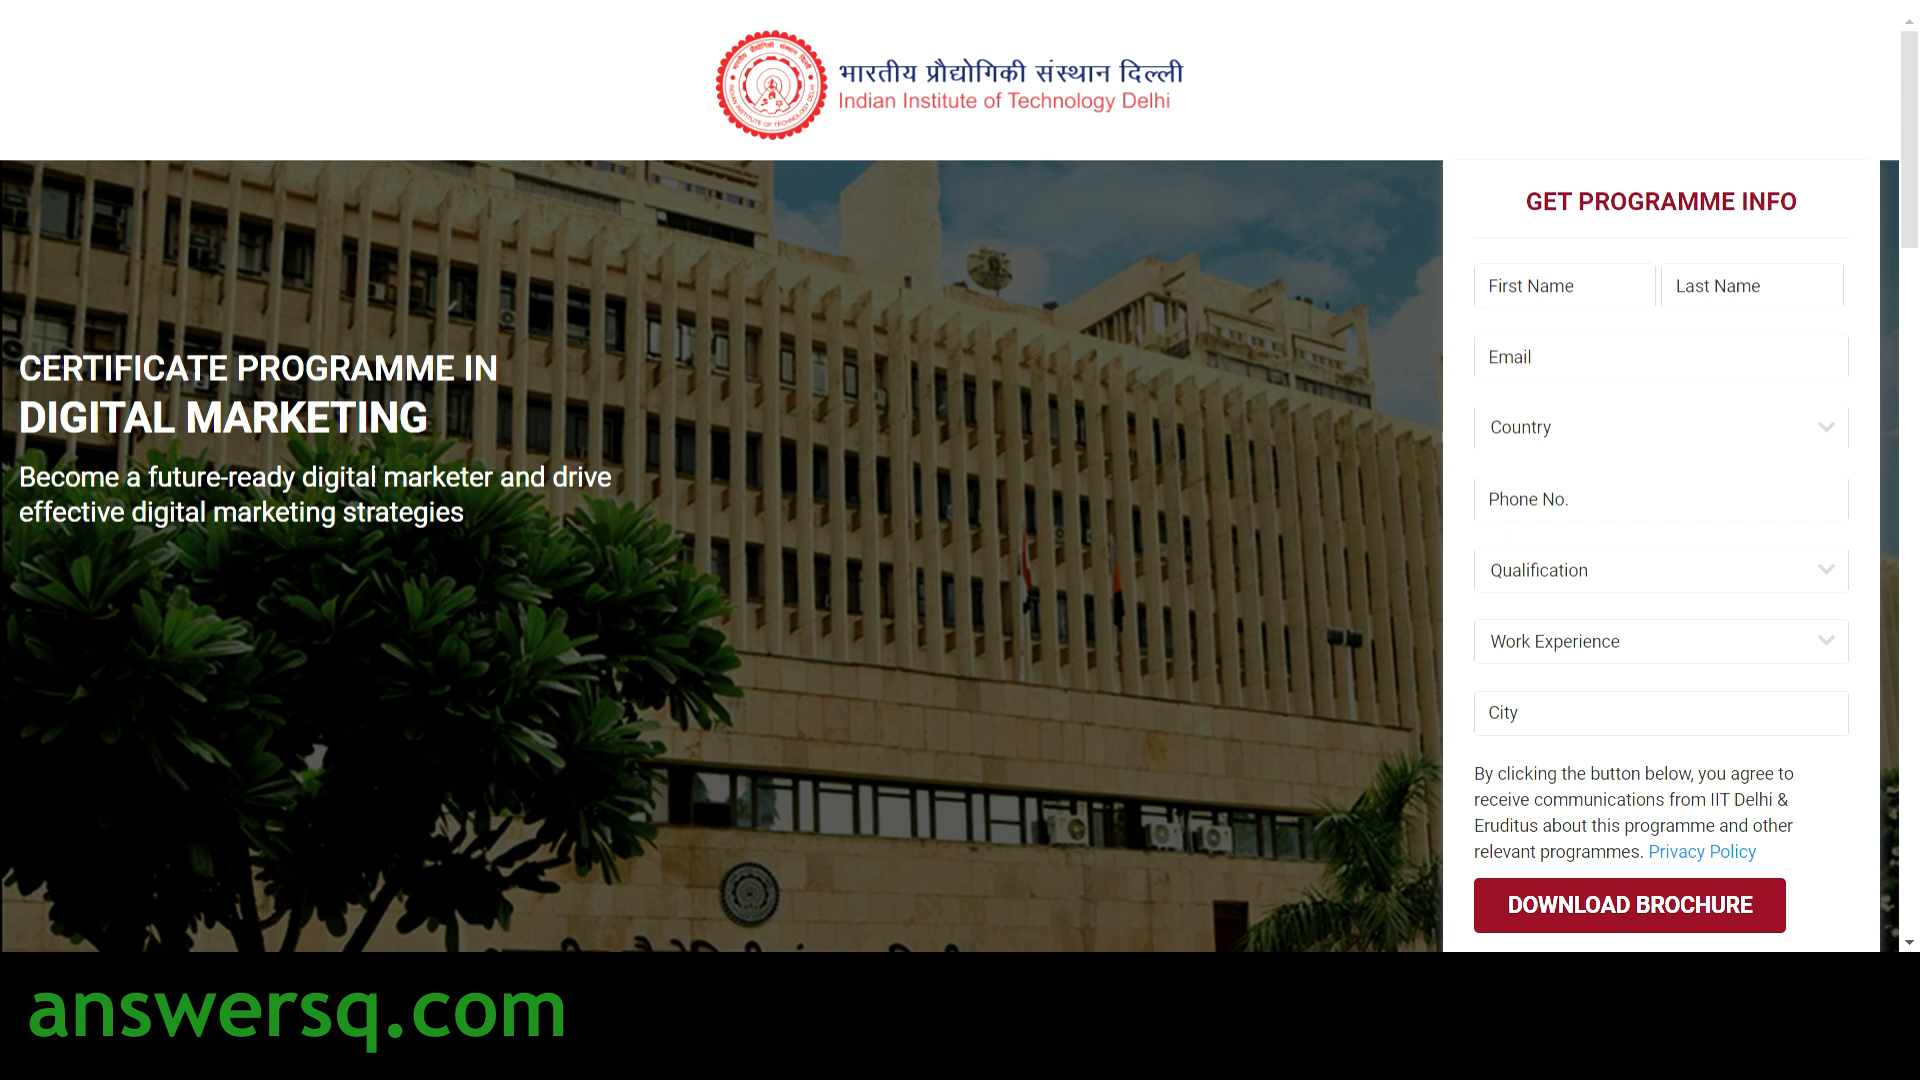 भारतीय प्रौद्योगिकी संस्थान दिल्ली
Indian Institute of Technology Delhi
CERTIFICATE PROGRAMME IN
DIGITAL MARKETING
Become a future-ready digital marketer and drive
effective digital marketing strategies
GET PROGRAMME INFO
First Name
Last Name
Email
Country
Phone No.
Qualification
Work Experience
City
By clicking the button below, you agree to
receive communications from IIT Delhi &
Eruditus about this programme and other
relevant programmes. Privacy Policy
DOWNLOAD BROCHURE
answersq.com